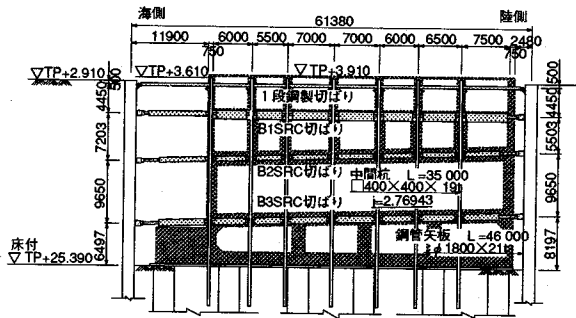 海側
陸側
61380
11900
6000
5500
7000
7000
6000
6500
7500
2480
750
750
▽TP+2.910
▽TP+3.610
▽TP+3.910
500
500
4450
4450
1段鋼製切ばり
B1SRC切ばり
7203
5503
B2SRC切ばり
中間杭 L=35 000
□400×400×19t
i=2,76943
9650
9650
B3SRC切ばり
鋼管矢板 L=46 000
φ1800×21t
6497
8197
床付
▽TP+25.390